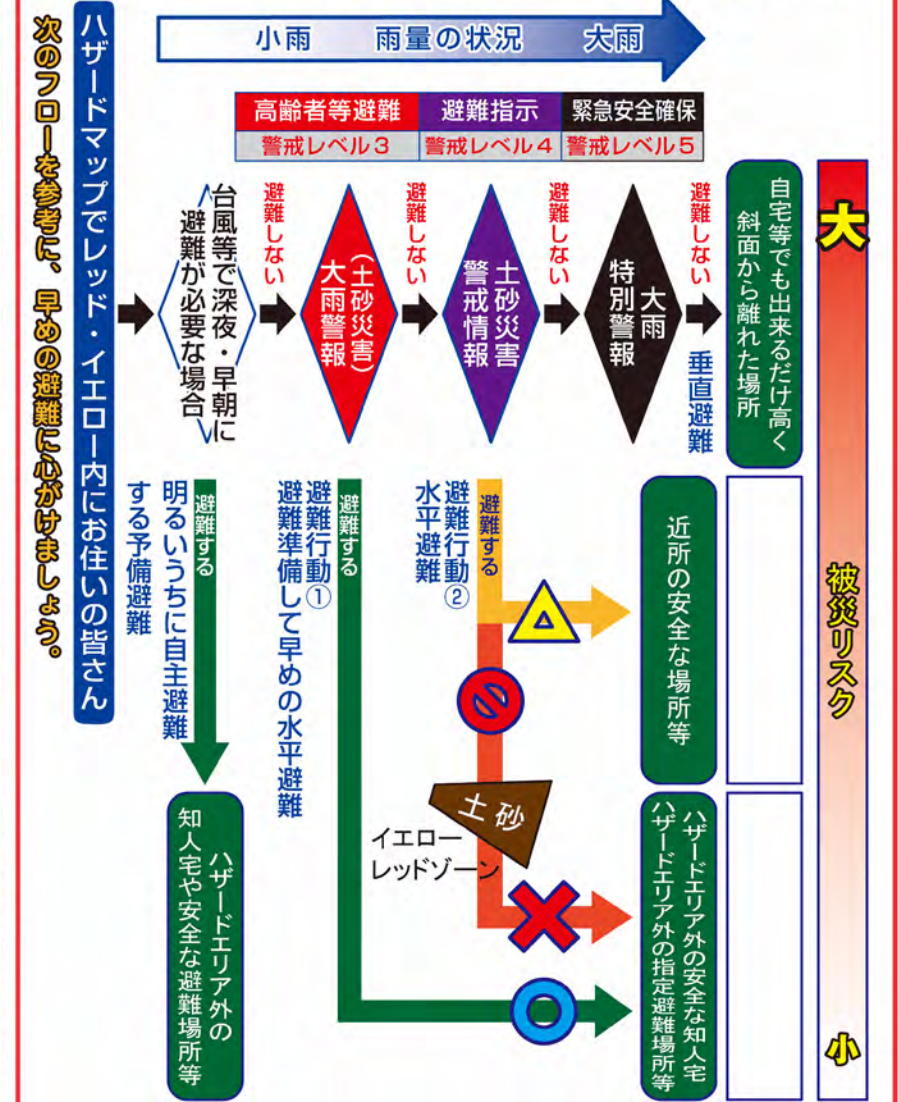 次のフローを参考に、早めの避難に心がけましょう。
ハザードマップでレッド・イエロー内にお住いの皆さん
小雨 雨量の状況 大雨
高齢者等避難 避難指示 緊急安全確保
警戒レベル3 警戒レベル4 警戒レベル5
台風等で深夜・早朝に
避難が必要な場合
避難しない
(土砂災害)
大雨警報
避難しない
土砂災害
警戒情報
避難しない
大雨
特別警報
避難しない
垂直避難
自宅等でも出来るだけ高く
斜面から離れた場所
避難する
明るいうちに自主避難
する予備避難
ハザードエリア外の
知人宅や安全な避難場所等
避難する
避難行動①
避難準備して早めの水平避難
避難する
避難行動②
水平避難
近所の安全な場所等
土砂
イエロー
レッドゾーン
ハザードエリア外の安全な知人宅
ハザードエリア外の指定避難場所等
大
被災リスク
小